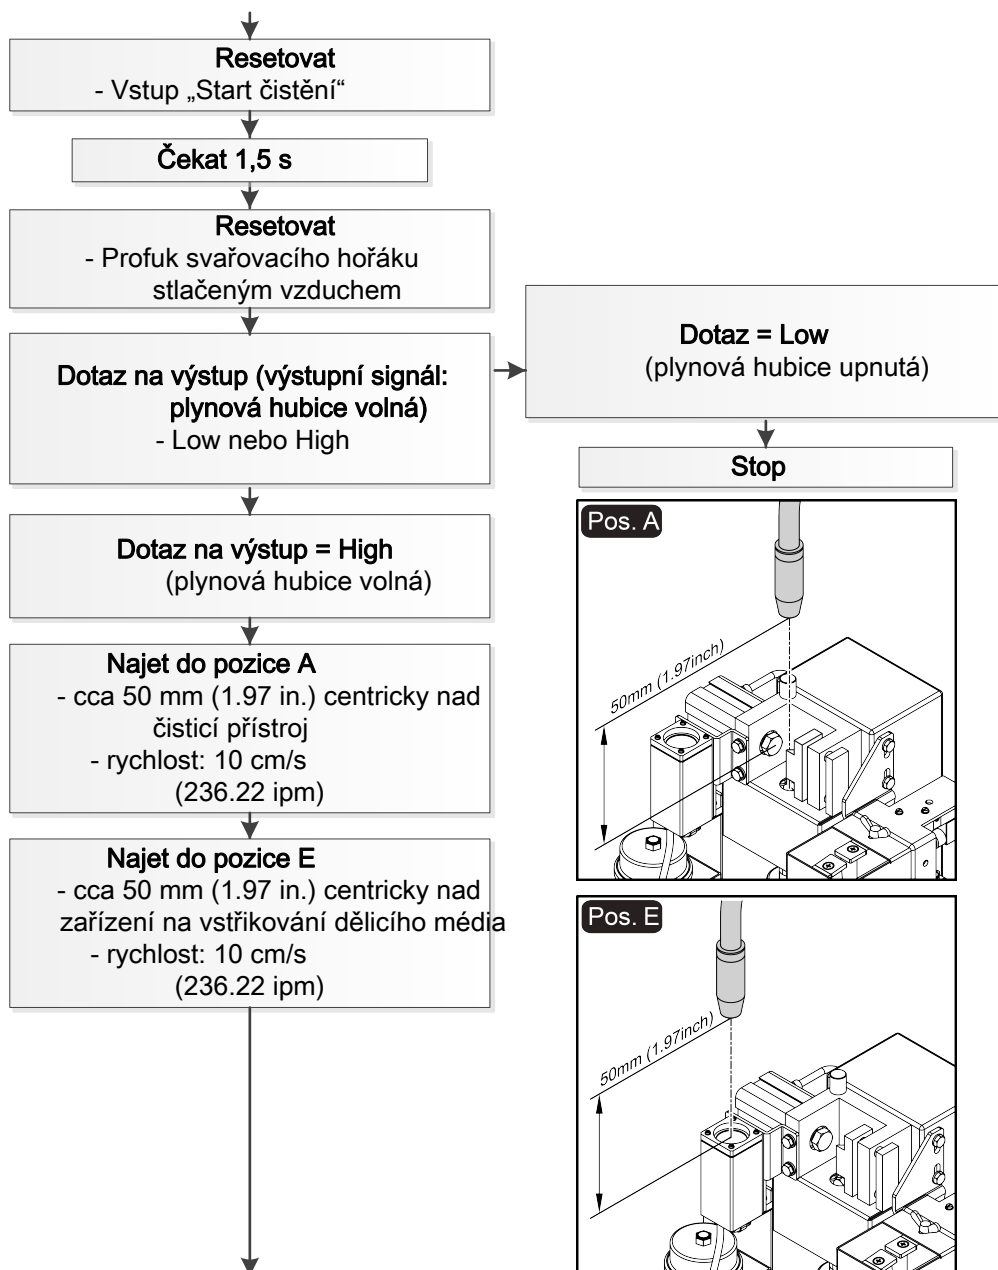 Resetovat
- Vstup „Start čistění“
Čekat 1,5 s
Resetovat
- Profuk svařovacího hořáku
stlačeným vzduchem
Dotaz na výstup (výstupní signál:
plynová hubice volná)
- Low nebo High
Dotaz = Low
(plynová hubice upnutá)
Stop
Dotaz na výstup = High
(plynová hubice volná)
Najet do pozice A
- cca 50 mm (1.97 in.) centricky nad
čisticí přístroj
- rychlost: 10 cm/s
(236.22 ipm)
Najet do pozice E
- cca 50 mm (1.97 in.) centricky nad
zařízení na vstřikování dělicího média
- rychlost: 10 cm/s
(236.22 ipm)
Pos. A
50mm (1.97inch)
Pos. E
50mm (1.97inch)